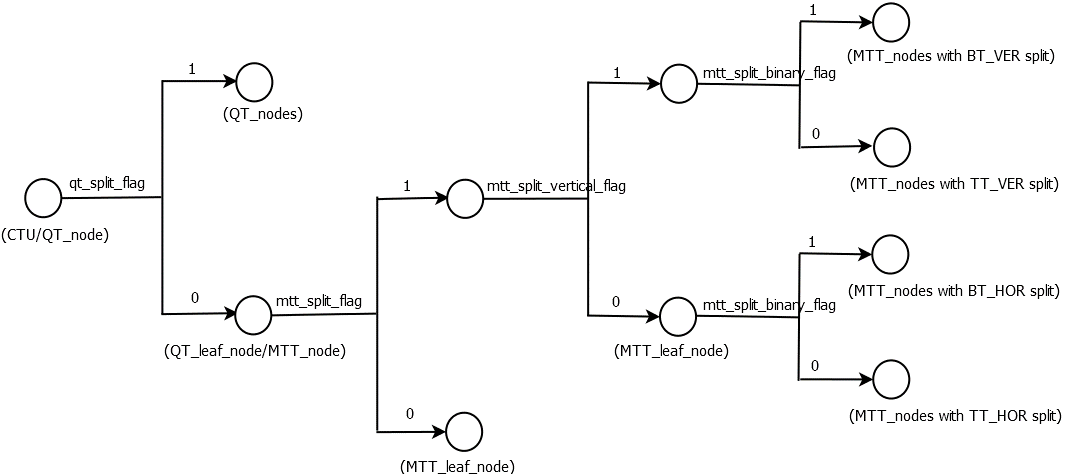 1
mtt_split_binary_flag
(MTT_nodes with BT_VER split)
1
1
(QT_nodes)
0
qt_split_flag
1
mtt_split_vertical_flag
(MTT_nodes with TT_VER split)
(CTU/QT_node)
1
0
mtt_split_flag
0
mtt_split_binary_flag
(MTT_nodes with BT_HOR split)
(QT_leaf_node/MTT_node)
(MTT_leaf_node)
0
0
(MTT_nodes with TT_HOR split)
(MTT_leaf_node)